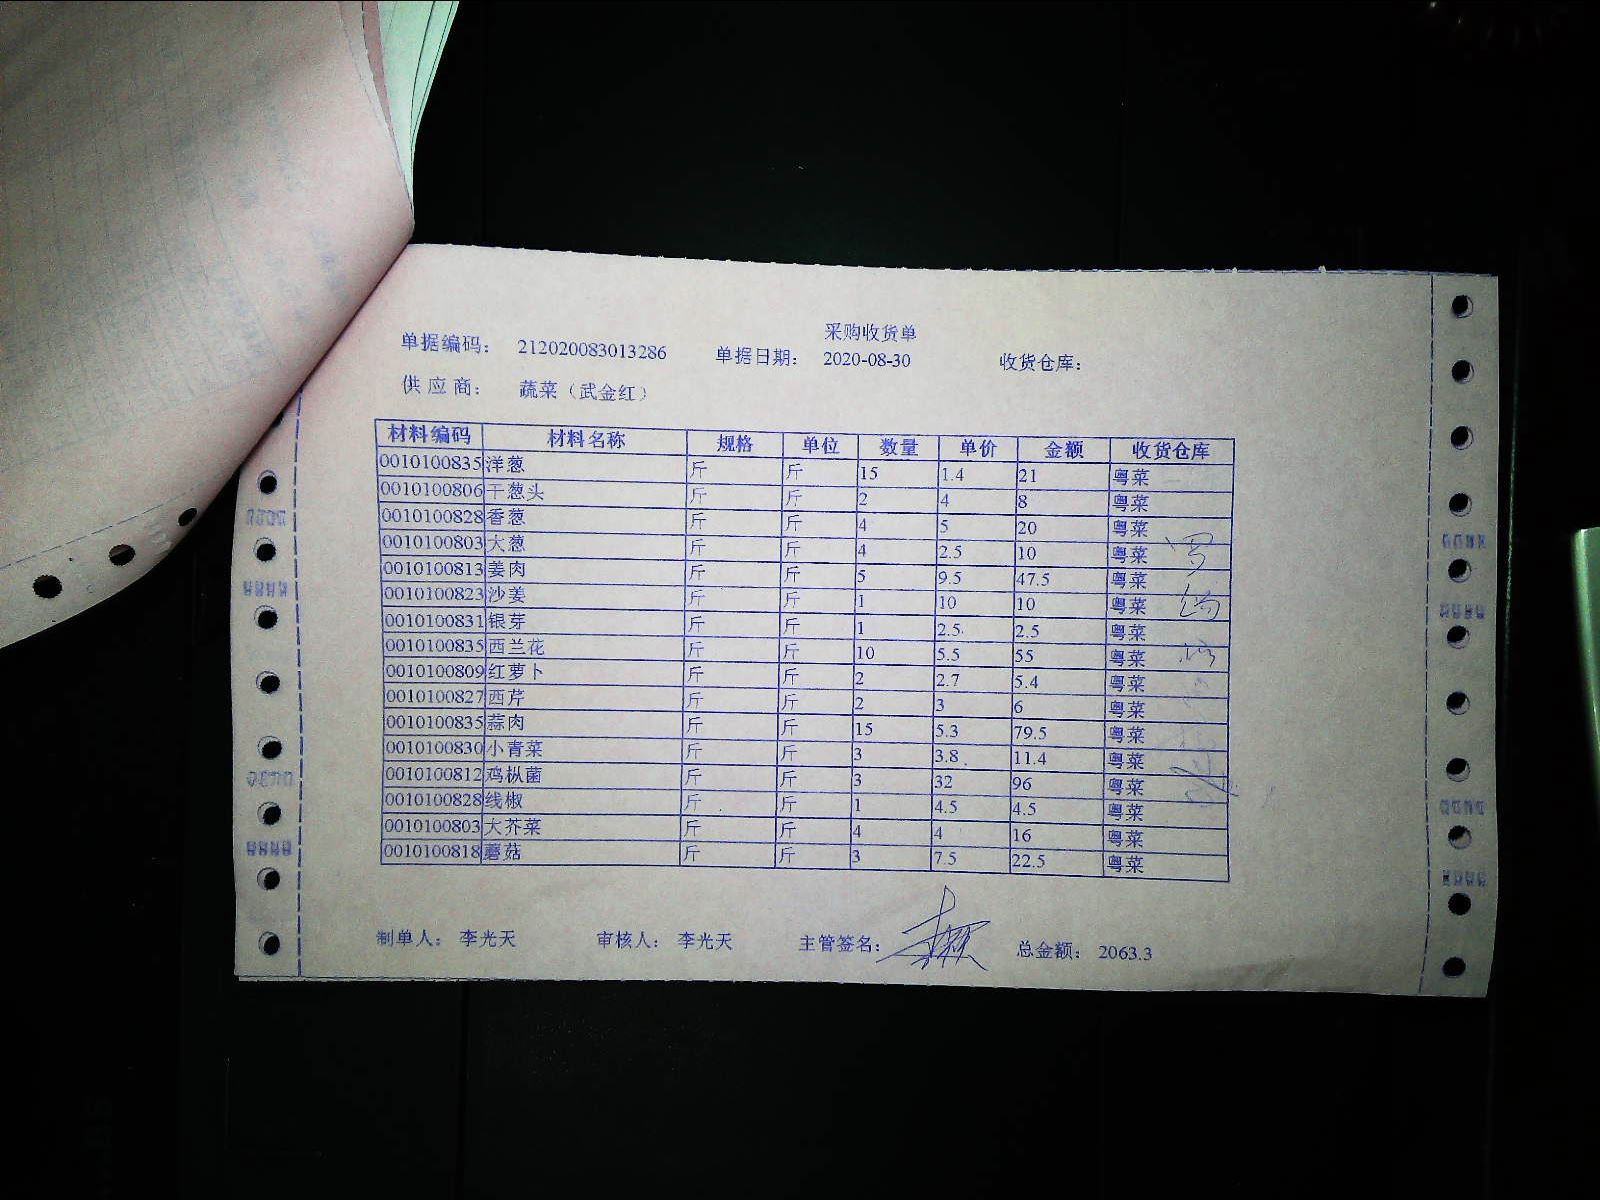 采购收货单
单据编码： 212020083013286 单据日期： 2020-08-30 收货仓库：
供应商： 蔬菜（武金红）
材料编码 材料名称 规格 单位 数量 单价 金额 收货仓库
0010100835 洋葱 斤 斤 15 1.4 21 粤菜
0010100806 干葱头 斤 斤 2 4 8 粤菜
0010100828 香葱 斤 斤 4 5 20 粤菜
0010100803 大葱 斤 斤 4 2.5 10 粤菜
0010100813 姜肉 斤 斤 5 9.5 47.5 粤菜
0010100823 沙姜 斤 斤 1 10 10 粤菜
0010100831 银芽 斤 斤 1 2.5 2.5 粤菜
0010100835 西兰花 斤 斤 10 5.5 55 粤菜
0010100809 红萝卜 斤 斤 2 2.7 5.4 粤菜
0010100827 西芹 斤 斤 2 3 6 粤菜
0010100835 蒜肉 斤 斤 15 5.3 79.5 粤菜
0010100830 小青菜 斤 斤 3 3.8 11.4 粤菜
0010100812 鸡枞菌 斤 斤 3 32 96 粤菜
0010100828 线椒 斤 斤 1 4.5 4.5 粤菜
0010100803 大芥菜 斤 斤 4 4 16 粤菜
0010100818 蘑菇 斤 斤 3 7.5 22.5 粤菜
制单人： 李光天 审核人： 李光天 主管签名： 总金额： 2063.3